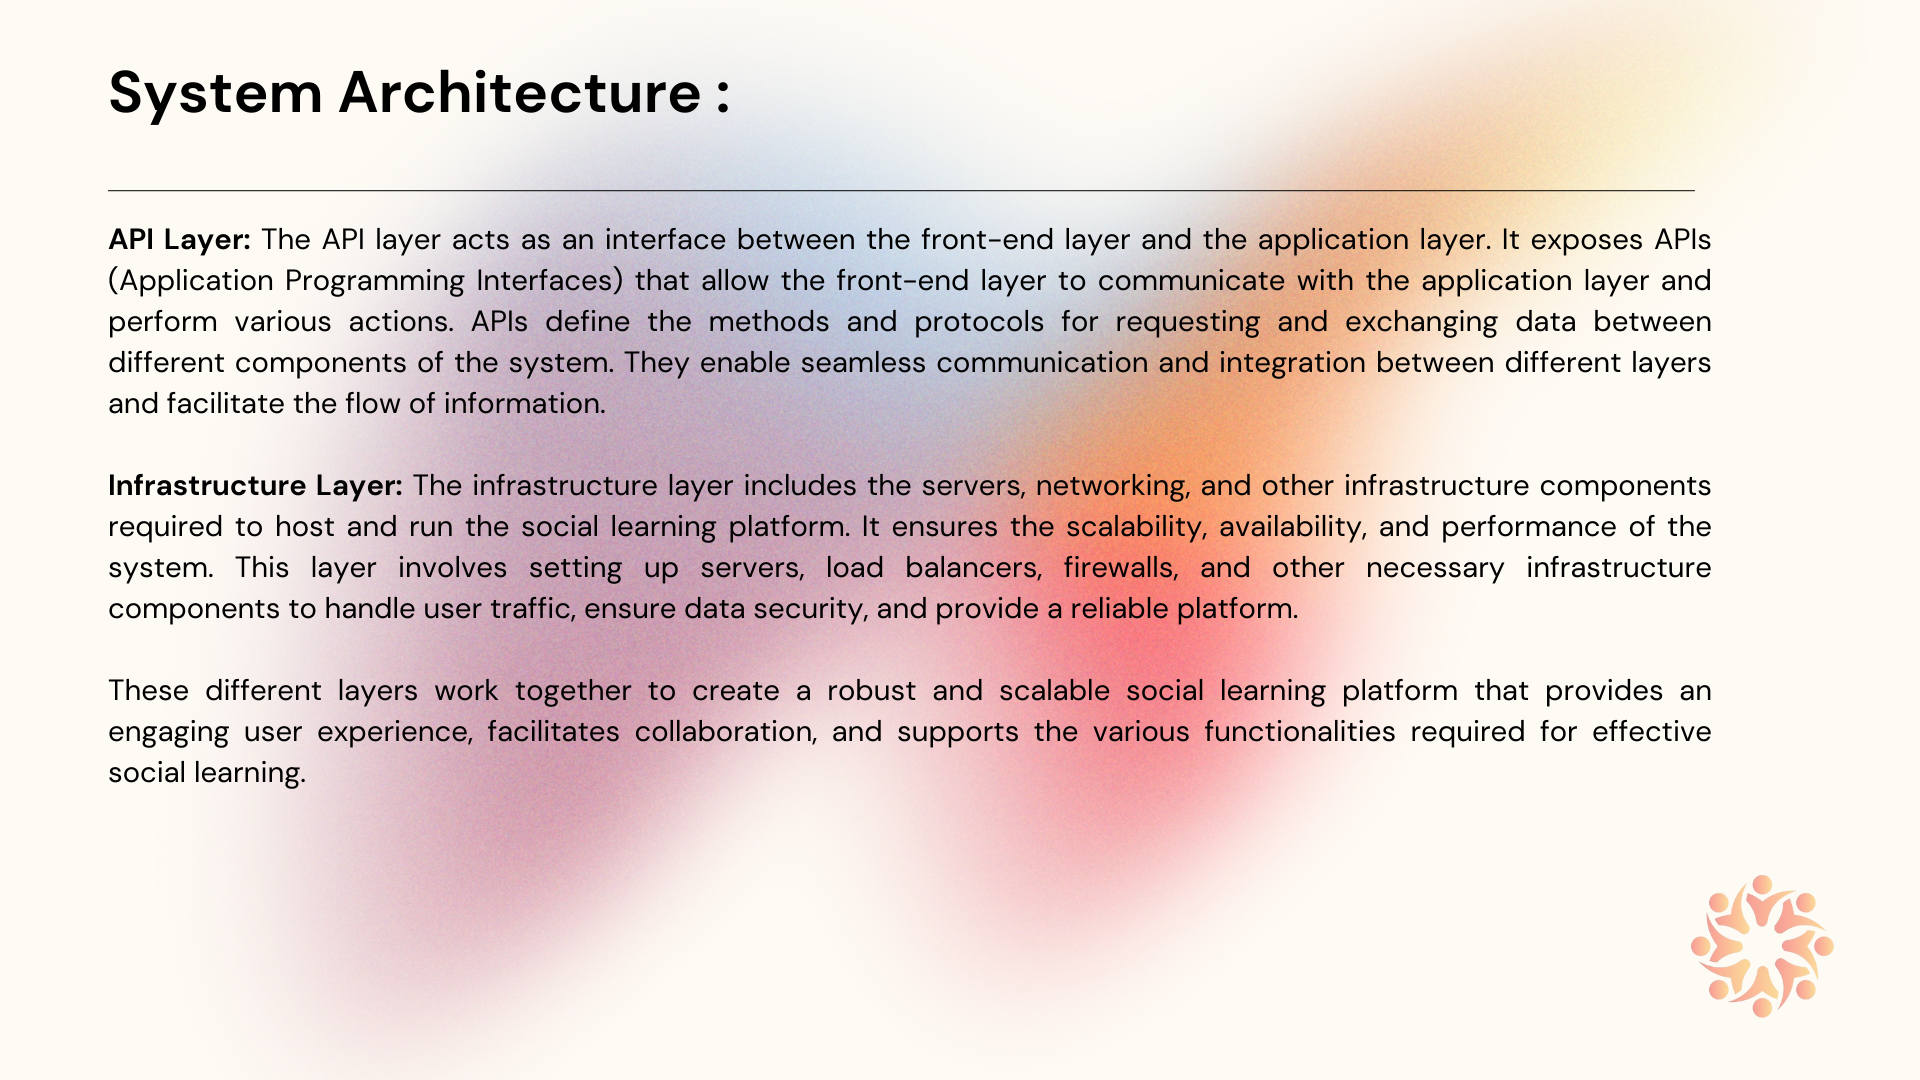 System Architecture :
API Layer: The API layer acts as an interface between the front-end layer and the application layer. It exposes APIs
(Application Programming Interfaces) that allow the front-end layer to communicate with the application layer and
perform various actions. APIs define the methods and protocols for requesting and exchanging data between
different components of the system. They enable seamless communication and integration between different layers
and facilitate the flow of information.
Infrastructure Layer: The infrastructure layer includes the servers, networking, and other infrastructure components
required to host and run the social learning platform. It ensures the scalability, availability, and performance of the
system. This layer involves setting up servers, load balancers, firewalls, and other necessary infrastructure
components to handle user traffic, ensure data security, and provide a reliable platform.
These different layers work together to create a robust and scalable social learning platform that provides an
engaging user experience, facilitates collaboration, and supports the various functionalities required for effective
social learning.